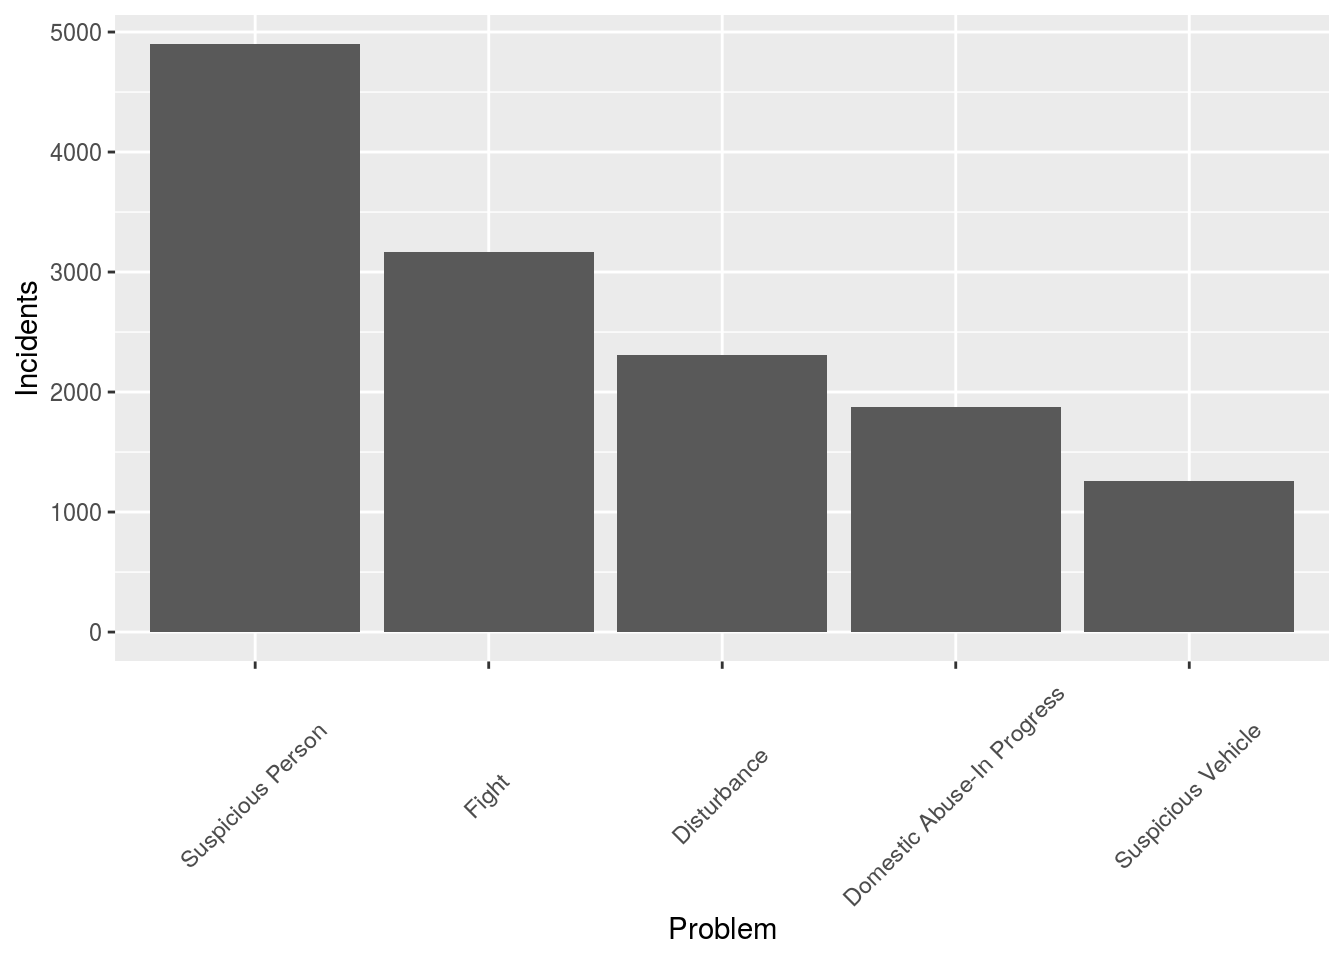 5000
4000
3000
2000
1000
0
Incidents
Suspicious Person
Fight
Disturbance
Domestic Abuse-In Progress
Suspicious Vehicle
Problem